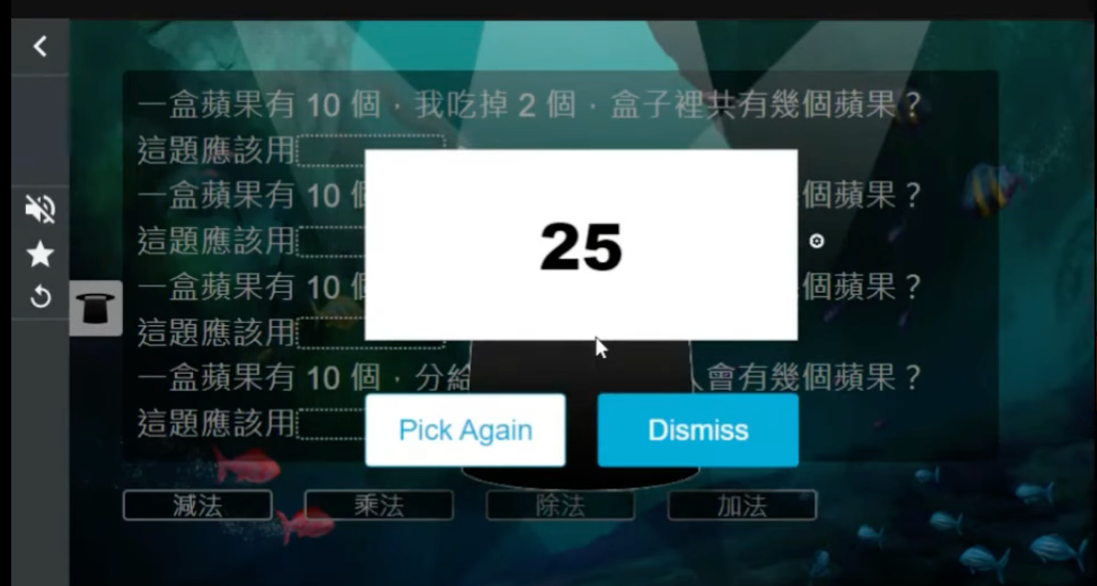 一盒蘋果有 10 個，我吃掉 2 個，盒子裡共有幾個蘋果？
這題應該用
一盒蘋果有 10 個蘋果？
這題應該用
一盒蘋果有 10 個蘋果？
這題應該用
一盒蘋果有 10 個，分給會有幾個蘋果？
這題應該用
25
Pick Again Dismiss
減法 乘法 除法 加法